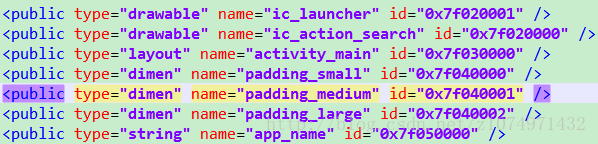 <public type="drawable" name="ic_launcher" id="0x7f020001" />
<public type="drawable" name="ic_action_search" id="0x7f020000" />
<public type="layout" name="activity_main" id="0x7f030000" />
<public type="dimen" name="padding_small" id="0x7f040000" />
<public type="dimen" name="padding_medium" id="0x7f040001" />
<public type="dimen" name="padding_large" id="0x7f040002" />
<public type="string" name="app_name" id="0x7f050000" />